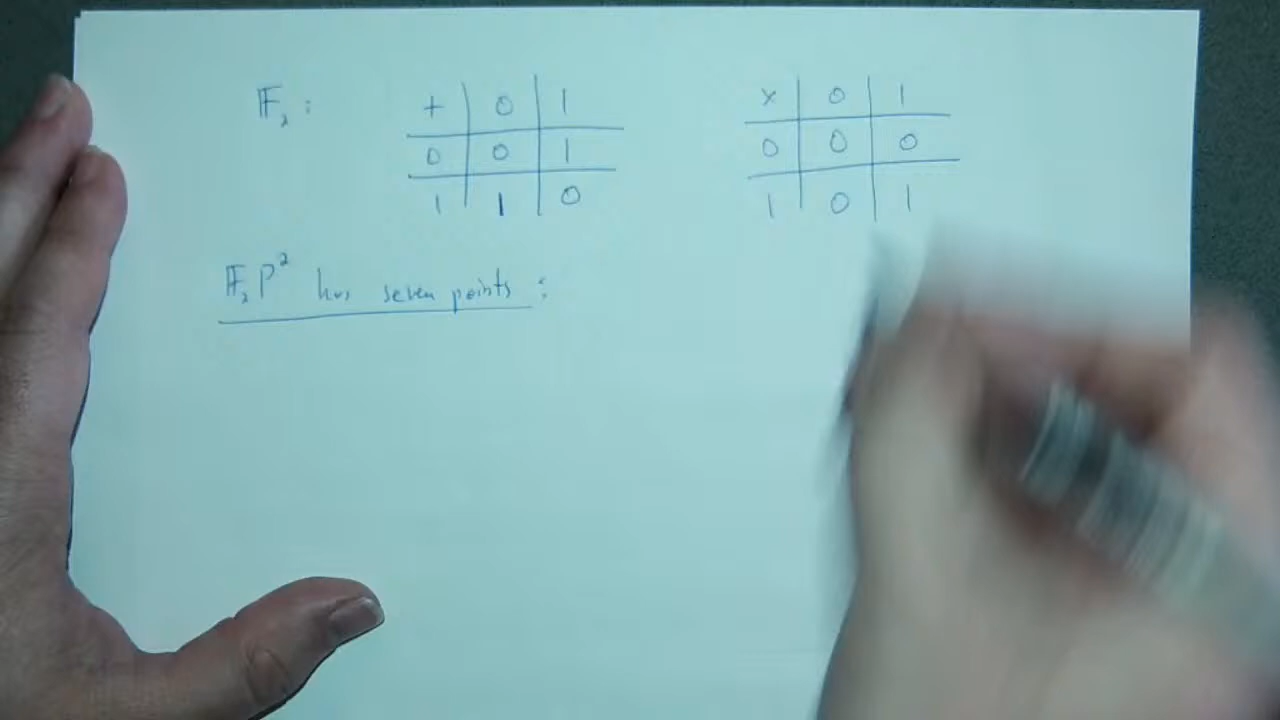 𝔽₂ : + 0 1 × 0 1
0 0 1 0 0 0
1 1 0 1 0 1
𝔽₂P² has seven points :